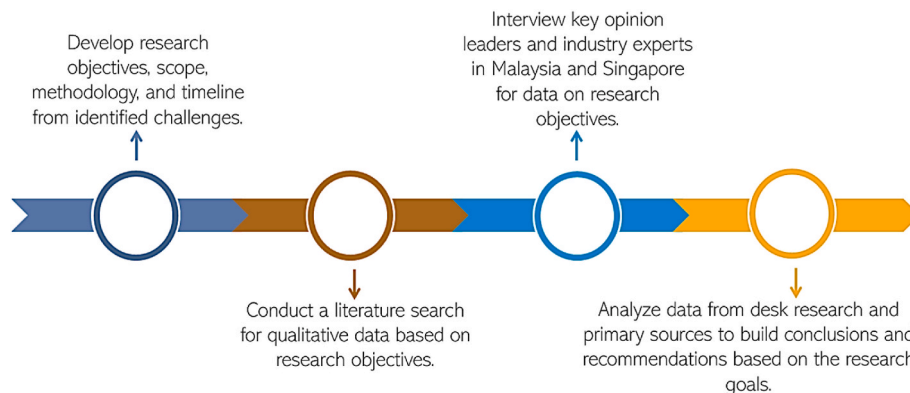 Develop research
objectives, scope,
methodology, and timeline
from identified challenges.
Conduct a literature search
for qualitative data based on
research objectives.
Interview key opinion
leaders and industry experts
in Malaysia and Singapore
for data on research
objectives.
Analyze data from desk research and
primary sources to build conclusions and
recommendations based on the research
goals.